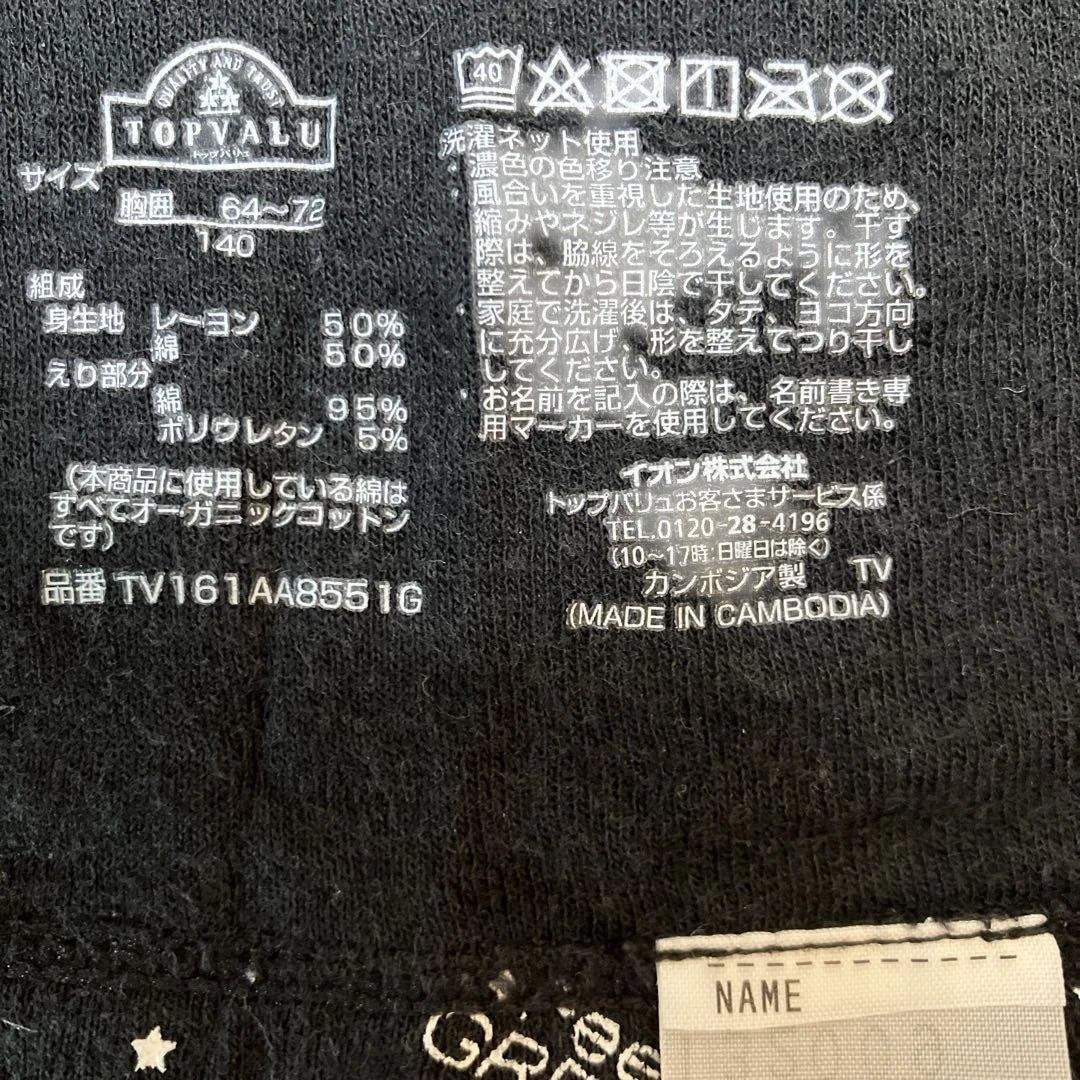 QUALITY AND TRUST
TOPVALU
トップバリュ
サイズ
胸囲 64～72
140
組成
身生地 レーヨン 50%
綿 50%
えり部分
綿 95%
ポリウレタン 5%
(本商品に使用している綿は
すべてオーガニックコットン
です)
品番 TV161AA8551G
40
洗濯ネット使用
濃色の色移り注意
風合いを重視した生地使用のため、
縮みやネジレ等が生じます。干す
際は、脇線をそろえるように形を
整えてから日陰で干してください。
家庭で洗濯後は、タテ、ヨコ方向
に充分広げ、形を整えてつり干し
してください。
お名前を記入の際は、名前書き専
用マーカーを使用してください。
イオン株式会社
トップバリュお客さまサービス係
TEL.0120-28-4196
(10～17時:日曜日は除く)
カンボジア製 TV
(MADE IN CAMBODIA)
NAME